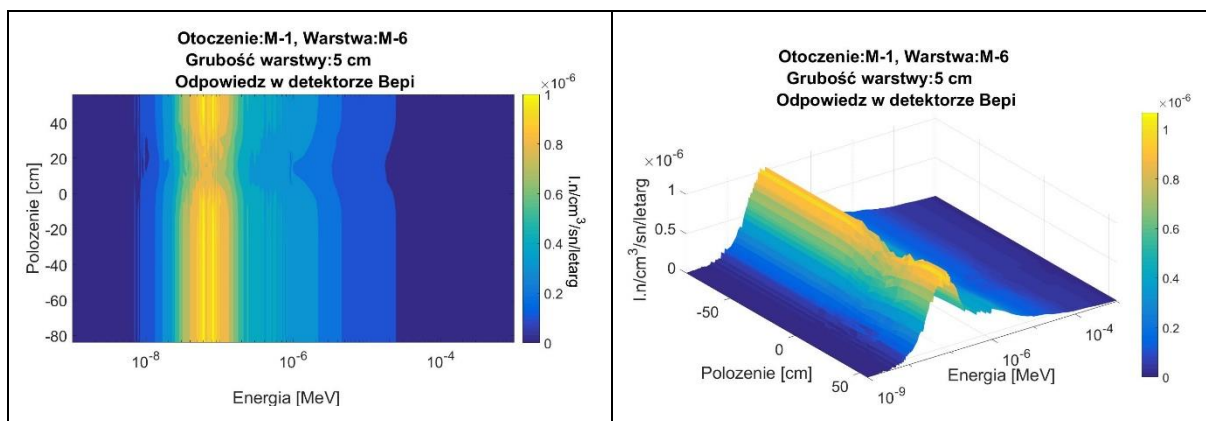 Otoczenie:M-1, Warstwa:M-6
Grubość warstwy:5 cm
Odpowiedz w detektorze Bepi
×10⁻⁶
40
20
0
-20
-40
-60
-80
Polozenie [cm]
10⁻⁸
10⁻⁶
10⁻⁴
Energia [MeV]
1
0.8
0.6
0.4
0.2
0
l.n/cm³/sn/letarg
Otoczenie:M-1, Warstwa:M-6
Grubość warstwy:5 cm
Odpowiedz w detektorze Bepi
×10⁻⁶
1
0.5
0
l.n/cm³/sn/letarg
-50
0
50
Polozenie [cm]
10⁻⁹
10⁻⁶
10⁻⁴
Energia [MeV]
×10⁻⁶
1
0.8
0.6
0.4
0.2
0